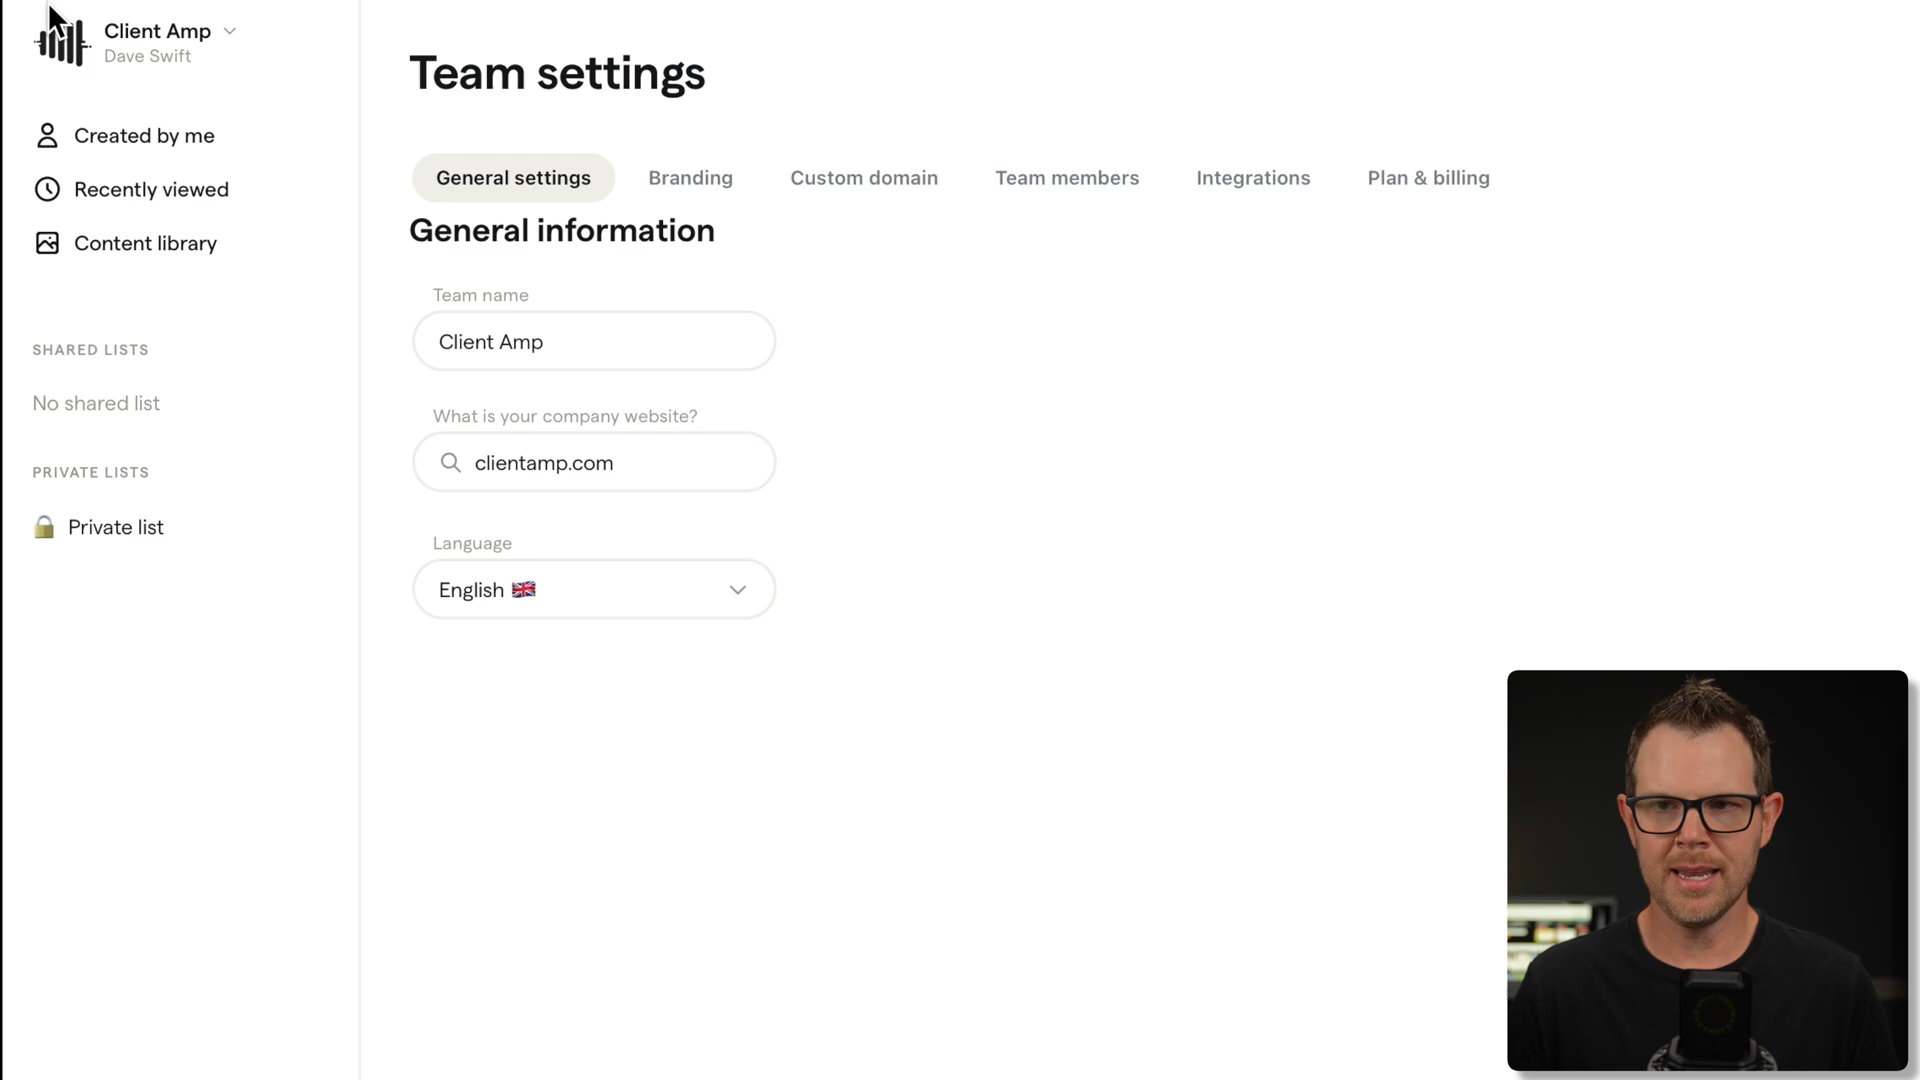 Client Amp
Dave Swift
Created by me
Recently viewed
Content library
SHARED LISTS
No shared list
PRIVATE LISTS
Private list
Team settings
General settings
Branding
Custom domain
Team members
Integrations
Plan & billing
General information
Team name
Client Amp
What is your company website?
clientamp.com
Language
English